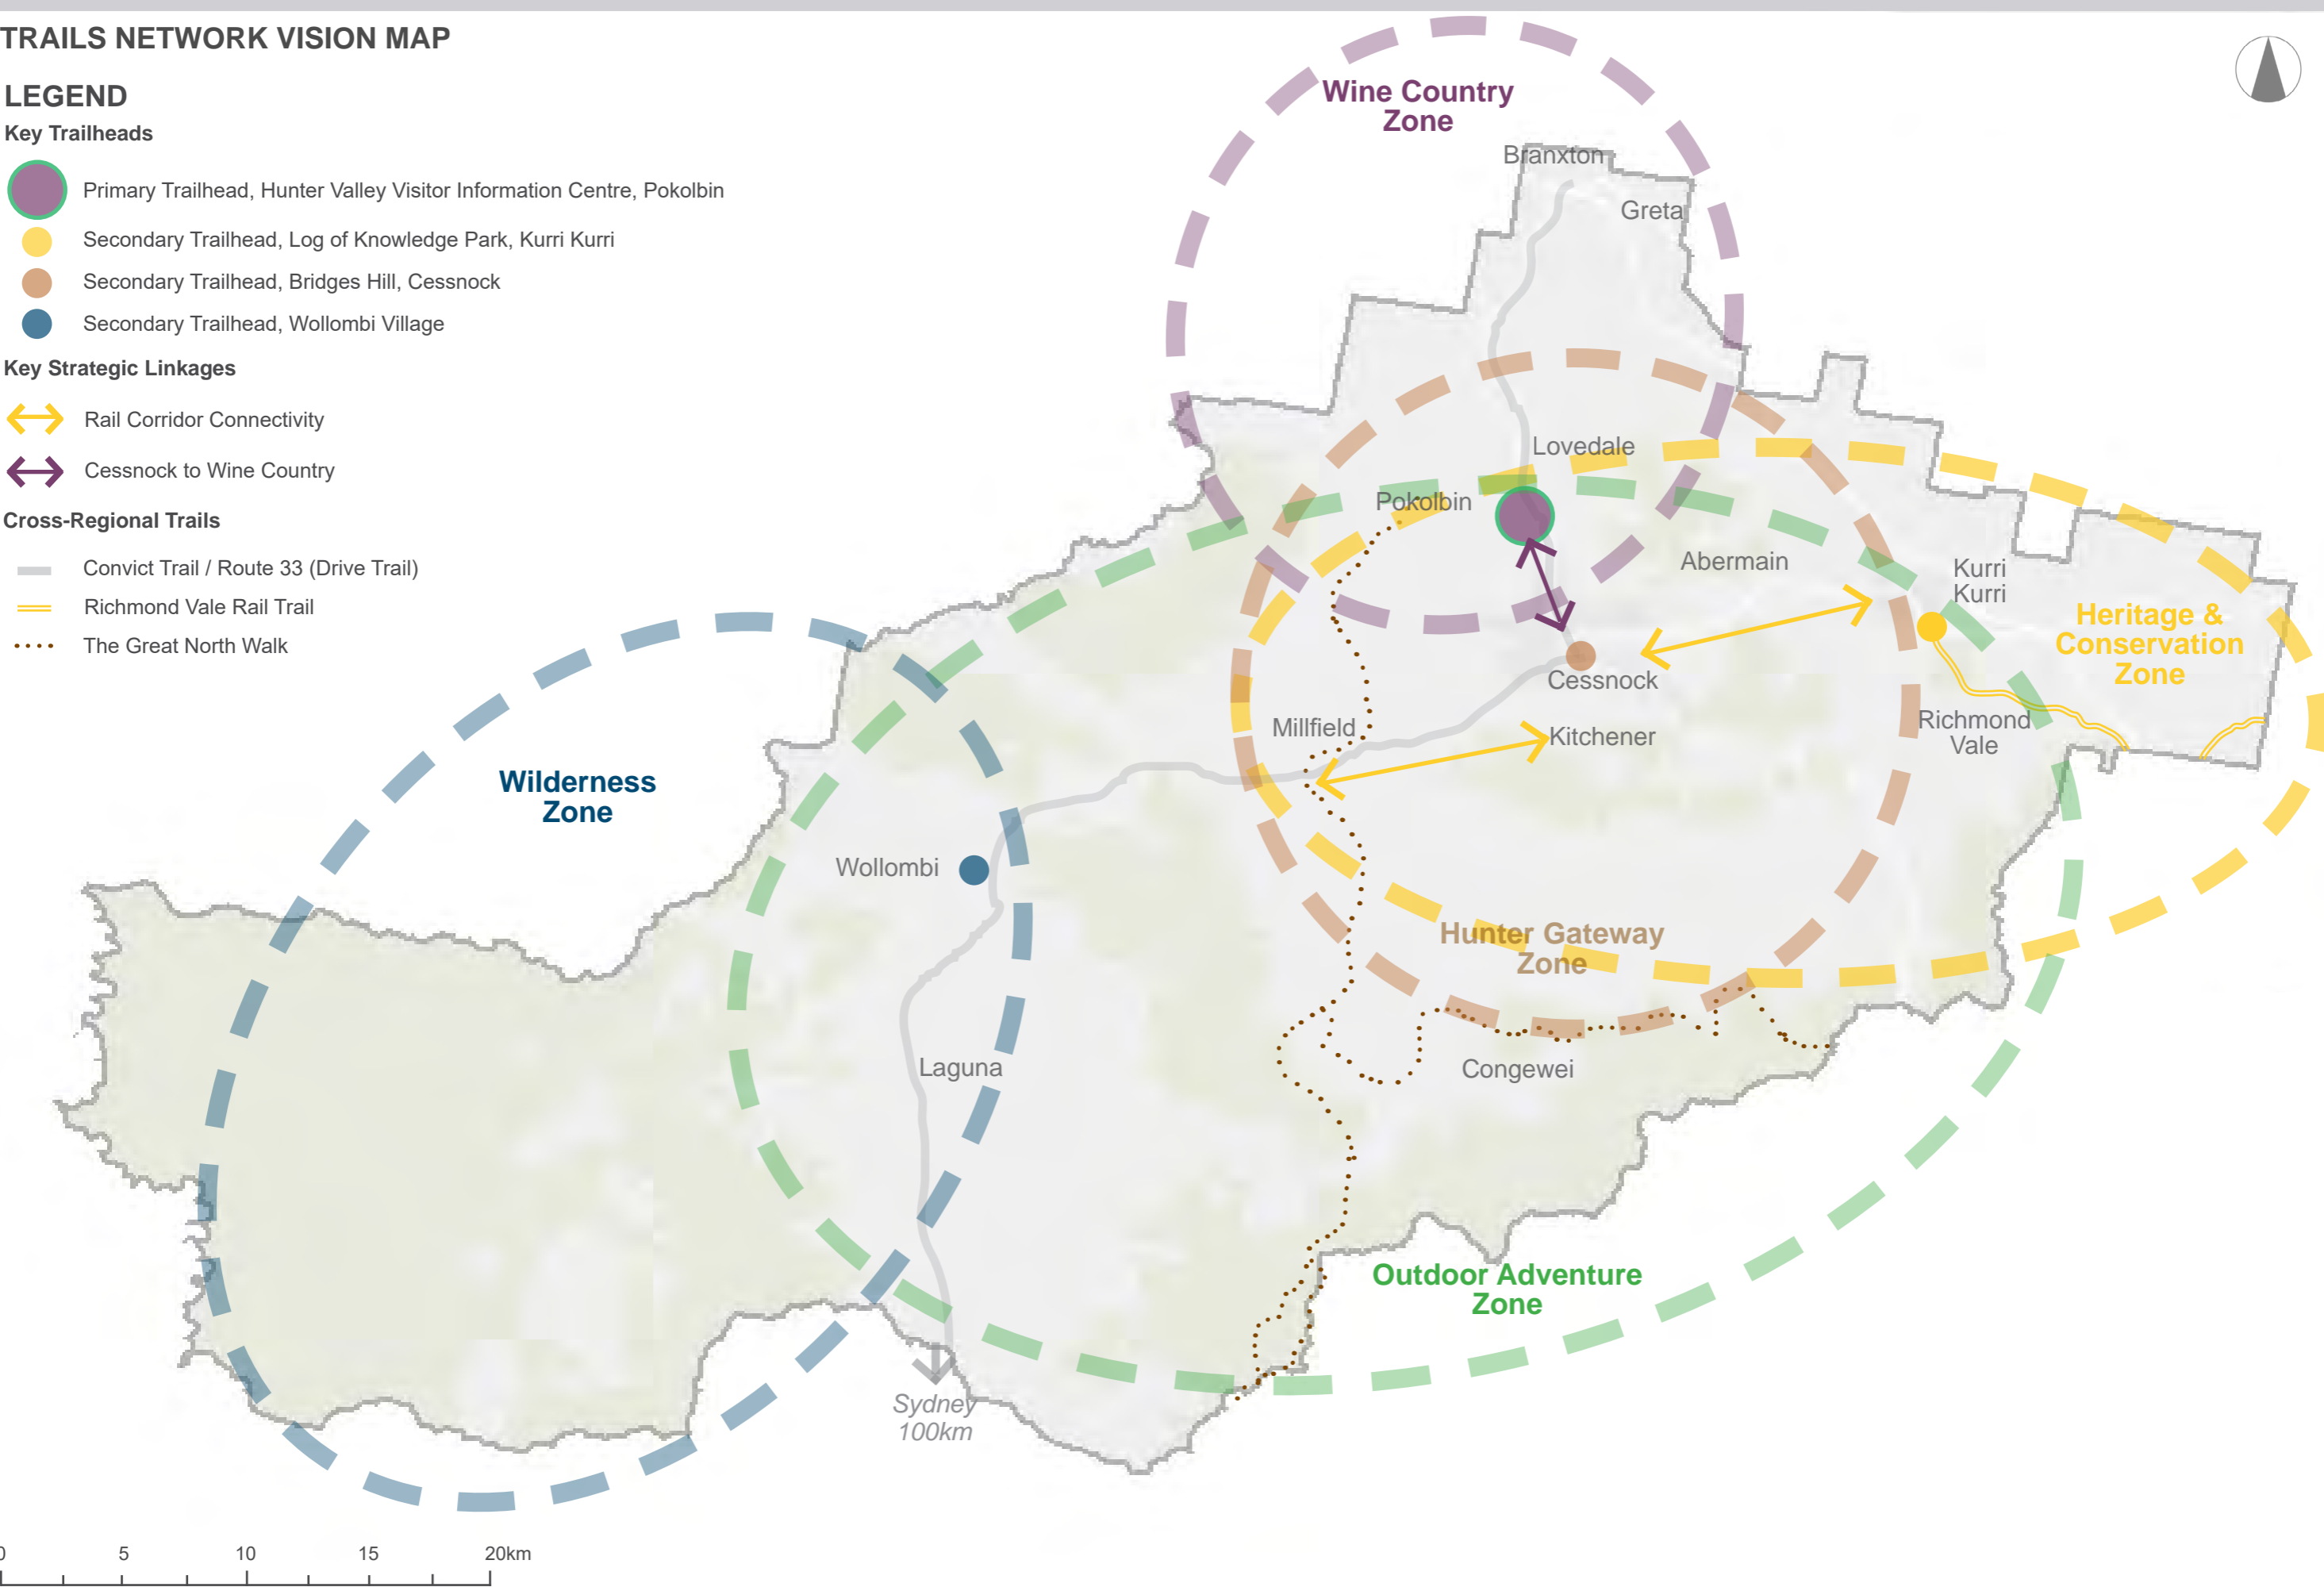 TRAILS NETWORK VISION MAP
LEGEND
Key Trailheads
Primary Trailhead, Hunter Valley Visitor Information Centre, Pokolbin
Secondary Trailhead, Log of Knowledge Park, Kurri Kurri
Secondary Trailhead, Bridges Hill, Cessnock
Secondary Trailhead, Wollombi Village
Key Strategic Linkages
Rail Corridor Connectivity
Cessnock to Wine Country
Cross-Regional Trails
Convict Trail / Route 33 (Drive Trail)
Richmond Vale Rail Trail
The Great North Walk
Wine Country
Zone
Branxton
Greta
Lovedale
Pokolbin
Abermain
Kurri
Kurri
Heritage &
Conservation
Zone
Cessnock
Millfield
Kitchener
Richmond
Vale
Wilderness
Zone
Wollombi
Hunter Gateway
Zone
Laguna
Congewei
Outdoor Adventure
Zone
Sydney
100km
0 5 10 15 20km